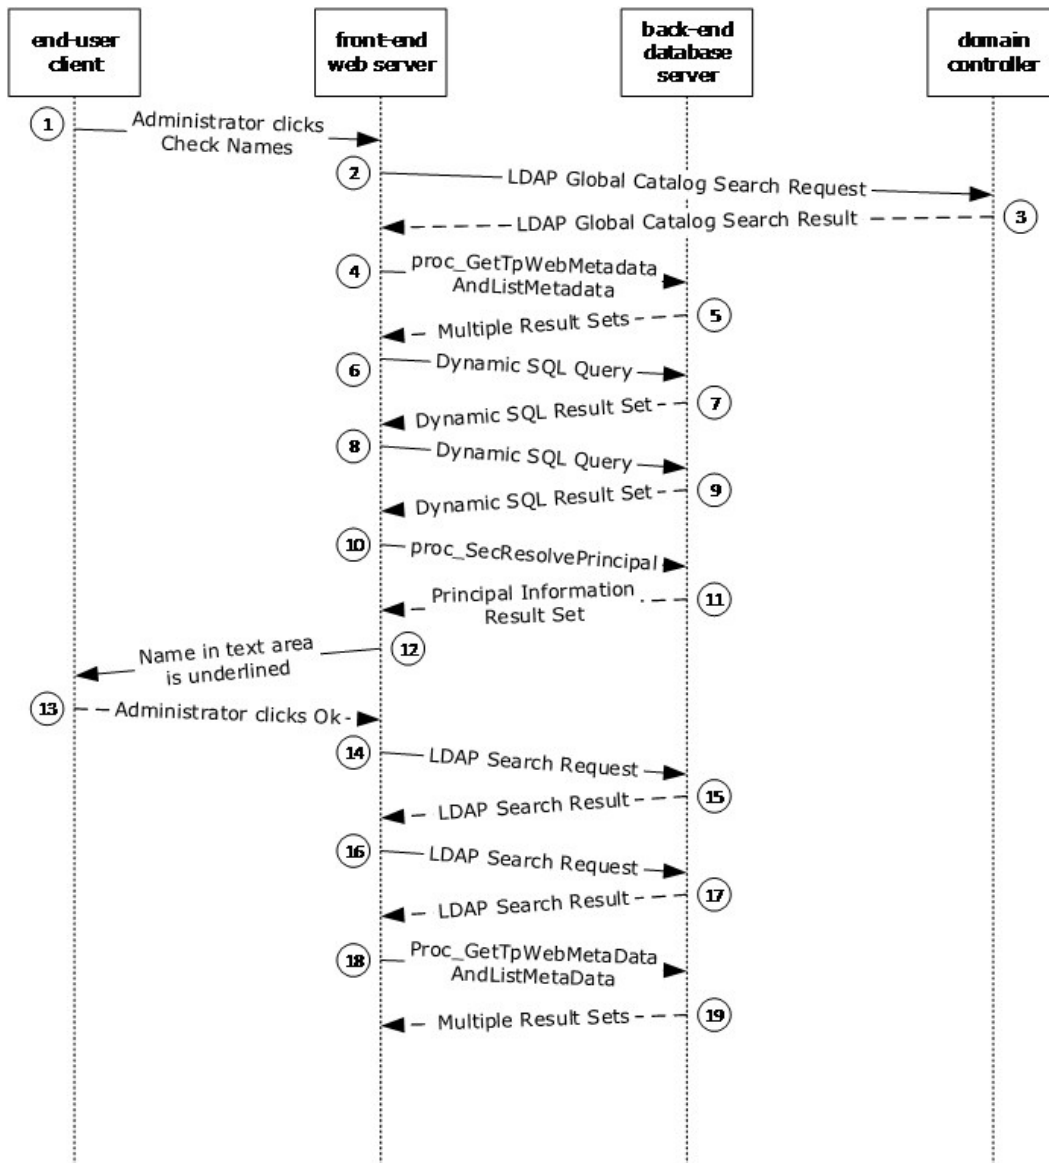 end-user
client
front-end
web server
back-end
database
server
domain
controller
1
Administrator clicks
Check Names
2
LDAP Global Catalog Search Request
LDAP Global Catalog Search Result
3
4
proc_GetTpWebMetadata
AndListMetadata
Multiple Result Sets
5
6
Dynamic SQL Query
Dynamic SQL Result Set
7
8
Dynamic SQL Query
Dynamic SQL Result Set
9
10
proc_SecResolvePrincipal
Principal Information
Result Set
11
Name in text area
is underlined
12
13
Administrator clicks Ok
14
LDAP Search Request
LDAP Search Result
15
16
LDAP Search Request
LDAP Search Result
17
18
Proc_GetTpWebMetaData
AndListMetaData
Multiple Result Sets
19